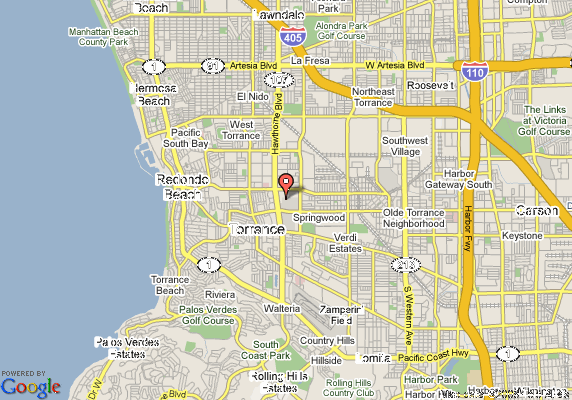 Beach
Lawndale
Alondra Park
Golf Course
Compton
Manhattan Beach
County Park
405
La Fresa
1
91
Artesia Blvd
W Artesia Blvd
110
107
Hermosa
Beach
El Nido
Northeast
Torrance
Roosevelt
Hawthorne Blvd
The Links
at Victoria
Golf Course
Pacific
South Bay
West
Torrance
Southwest
Village
Redondo
Beach
Harbor
Gateway South
Harbor Fwy
Springwood
Olde Torrance
Neighborhood
Carson
Torrance
Verdi
Estates
Keystone
1
213
Torrance
Beach
Riviera
Palos Verdes
Golf Course
Walteria
Zamperini
Field
S Western Ave
Palos Verdes
Estates
South
Coast Park
Country Hills
Hillside
Lomita
Pacific Coast Hwy
1
Dr W
Blvd
Rolling Hills
Estates
Rolling Hills
Country Club
Harbor Park
POWERED BY
Google